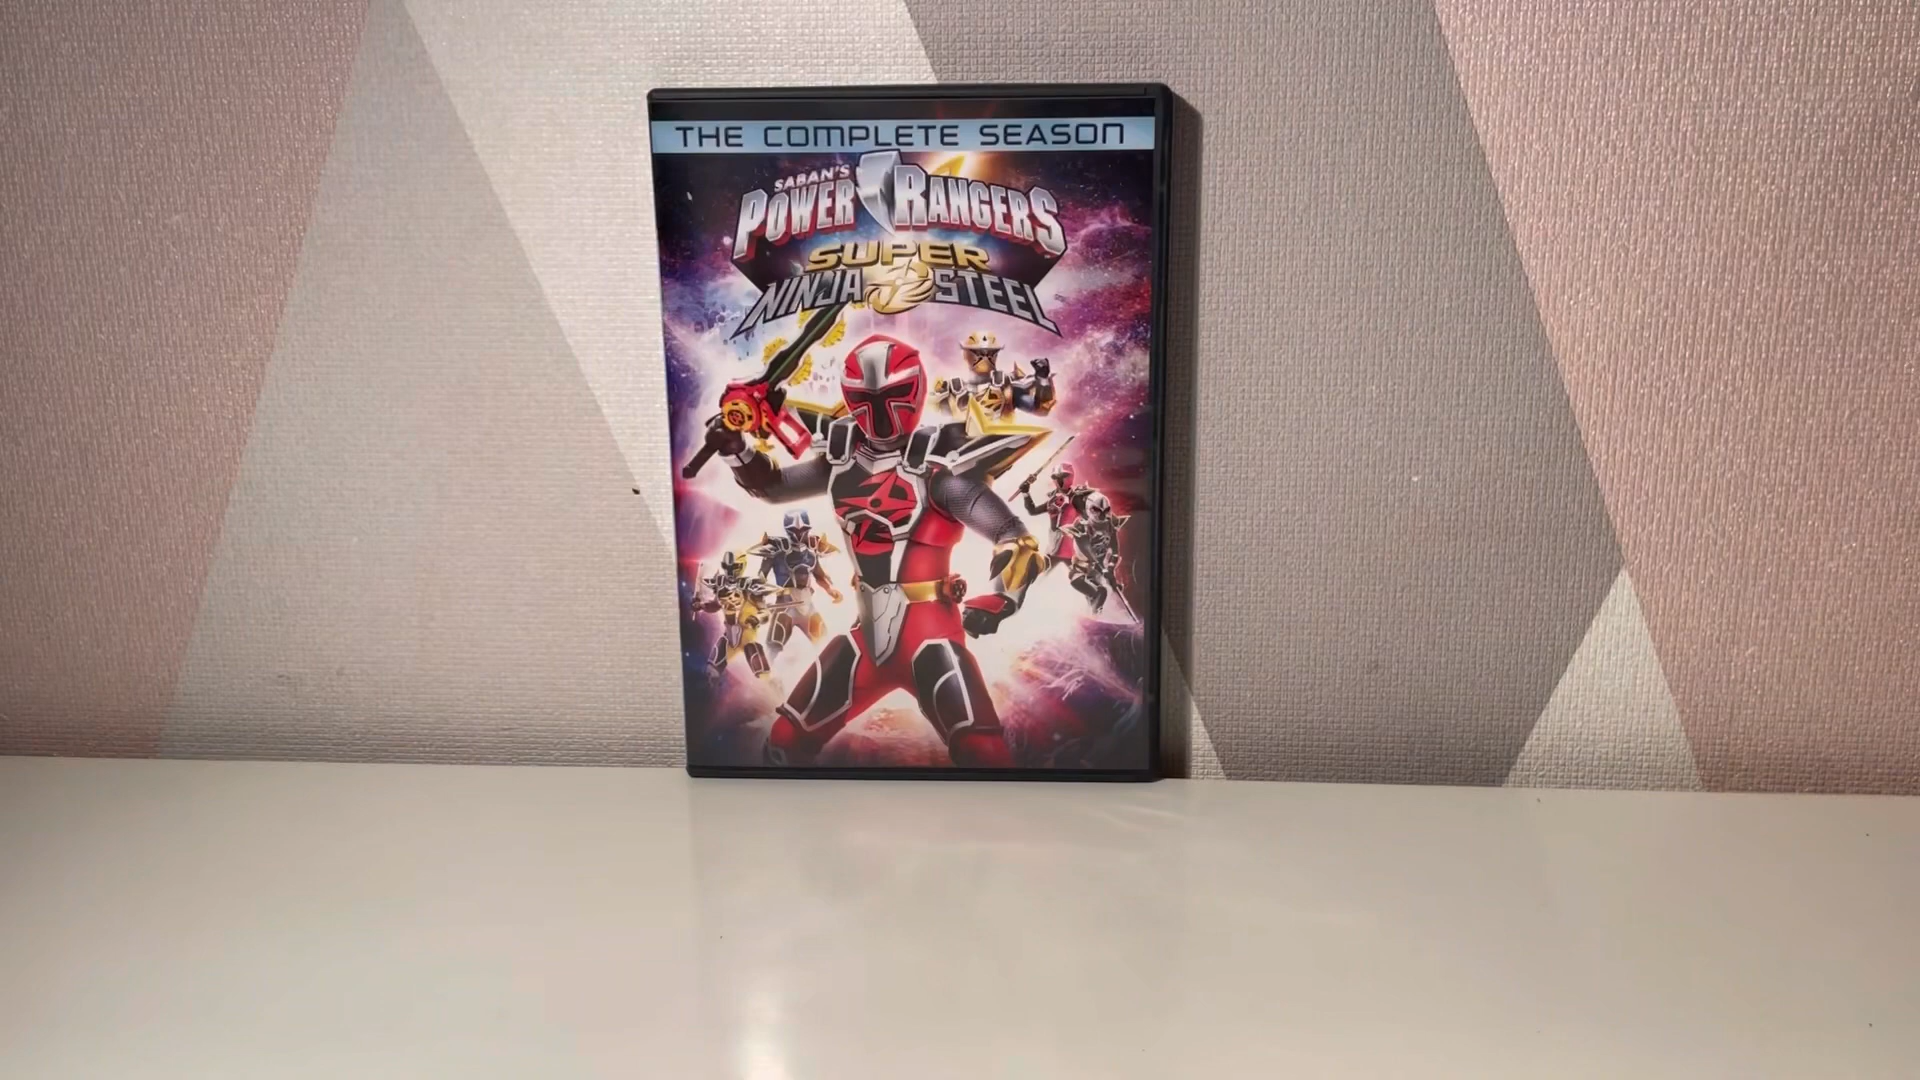 THE COMPLETE SEASON
SABAN'S
POWER RANGERS
SUPER
NINJA STEEL